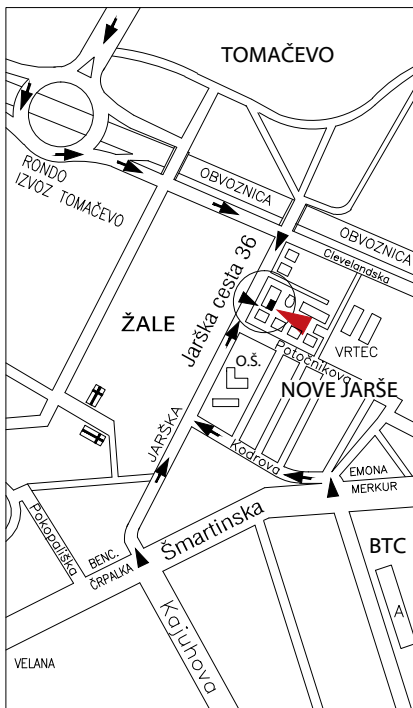 TOMAČEVO
RONDO
IZVOZ TOMAČEVO
OBVOZNICA
OBVOZNICA
Clevelandska
Jarška cesta 36
ŽALE
O.Š.
Potočnikova
VRTEC
NOVE JARŠE
JARŠKA
Kodrova
EMONA
MERKUR
Pokopališka
Šmartinska
BENC.
ČRPALKA
BTC
Kajuhova
A
VELANA